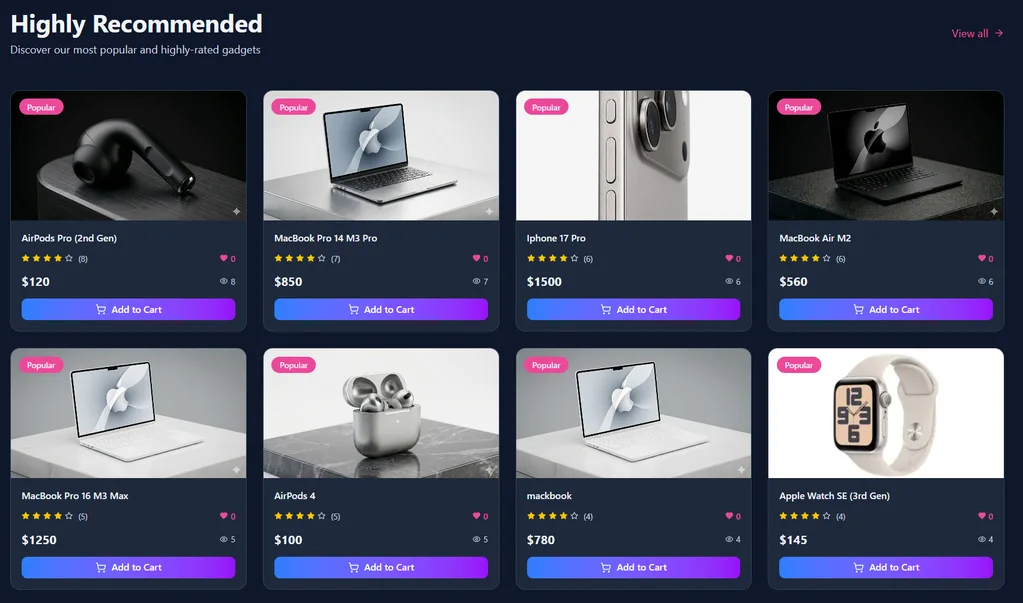 Highly Recommended
Discover our most popular and highly-rated gadgets
View all →
Popular
AirPods Pro (2nd Gen)
(8)
0
$120
8
Add to Cart
Popular
MacBook Pro 14 M3 Pro
(7)
0
$850
7
Add to Cart
Popular
Iphone 17 Pro
(6)
0
$1500
6
Add to Cart
Popular
MacBook Air M2
(6)
0
$560
6
Add to Cart
Popular
MacBook Pro 16 M3 Max
(5)
0
$1250
5
Add to Cart
Popular
AirPods 4
(5)
0
$100
5
Add to Cart
Popular
mackbook
(4)
0
$780
4
Add to Cart
Popular
12
9 3
6
Apple Watch SE (3rd Gen)
(4)
0
$145
4
Add to Cart